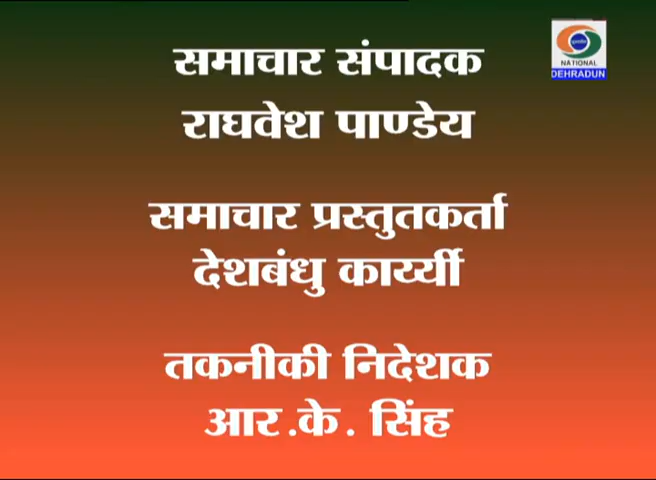 समाचार संपादक
राघवेश पाण्डेय
समाचार प्रस्तुतकर्ता
देशबंधु कार्य्यी
तकनीकी निदेशक
आर.के. सिंह
NATIONAL
DEHRADUN